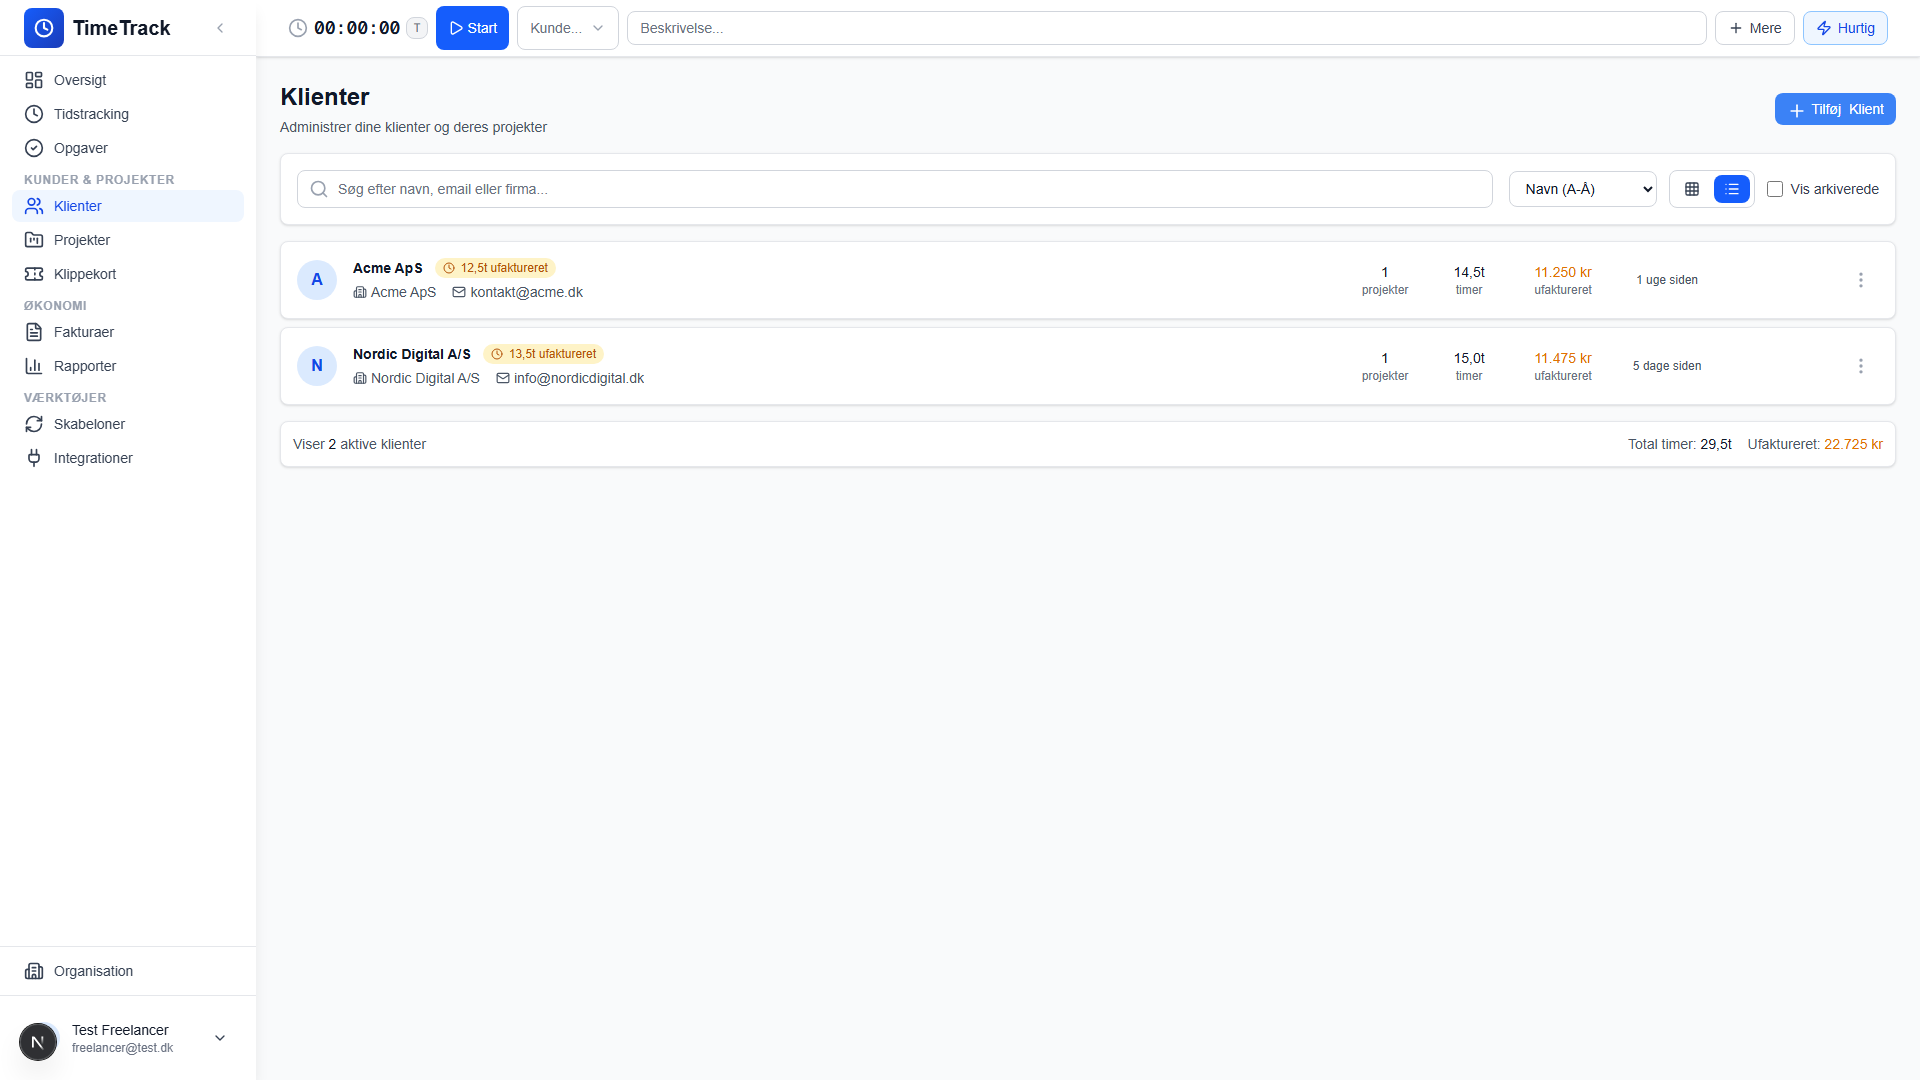 TimeTrack
00:00:00 T
Start
Kunde...
Beskrivelse...
Mere
Hurtig
Oversigt
Tidstracking
Opgaver
KUNDER & PROJEKTER
Klienter
Projekter
Klippekort
ØKONOMI
Fakturaer
Rapporter
VÆRKTØJER
Skabeloner
Integrationer
Organisation
N
Test Freelancer
freelancer@test.dk
Klienter
Administrer dine klienter og deres projekter
Tilføj Klient
Søg efter navn, email eller firma...
Navn (A-Å)
Vis arkiverede
A
Acme ApS 12,5t ufaktureret
Acme ApS kontakt@acme.dk
1
projekter
14,5t
timer
11.250 kr
ufaktureret
1 uge siden
N
Nordic Digital A/S 13,5t ufaktureret
Nordic Digital A/S info@nordicdigital.dk
1
projekter
15,0t
timer
11.475 kr
ufaktureret
5 dage siden
Viser 2 aktive klienter
Total timer: 29,5t Ufaktureret: 22.725 kr